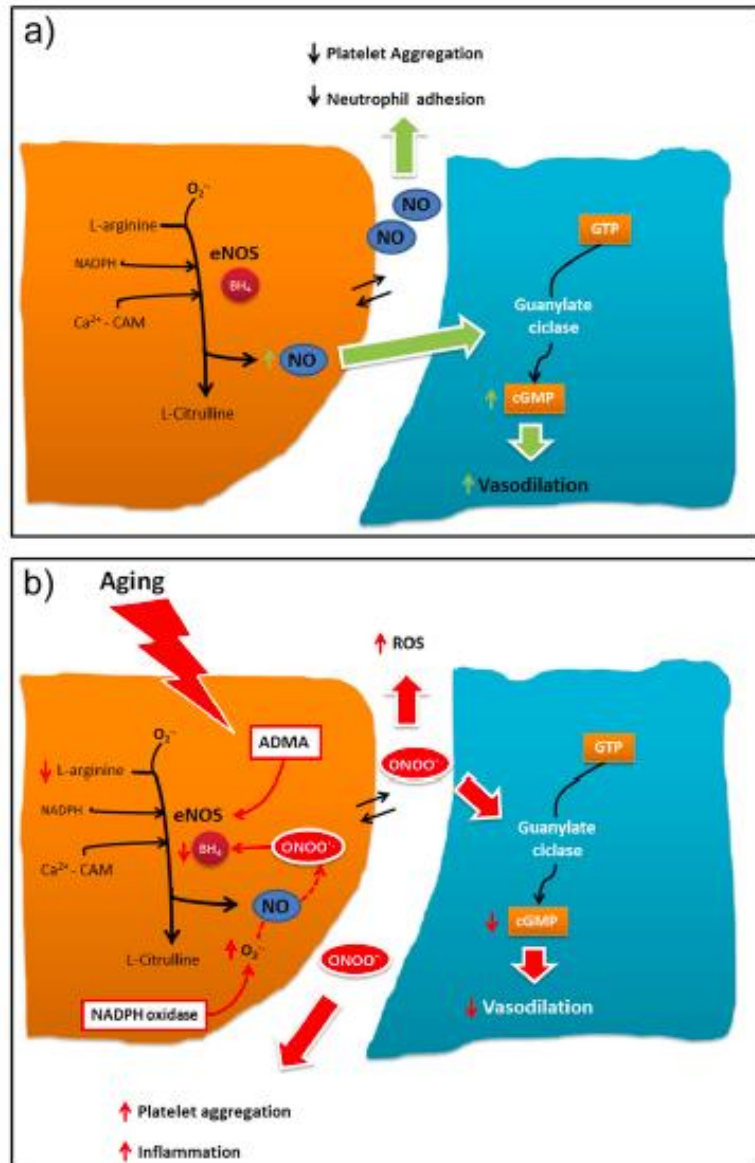 a)
↓ Platelet Aggregation
↓ Neutrophil adhesion
O₂·⁻
L-arginine
NADPH
eNOS
BH₄
Ca²⁺ - CAM
↑ NO
L-Citrulline
NO
NO
GTP
Guanylate
ciclase
↑ cGMP
↑ Vasodilation
b)
Aging
↑ ROS
O₂·⁻
ADMA
↓ L-arginine
NADPH
eNOS
↓ BH₄
ONOO⁻
Ca²⁺ - CAM
NO
L-Citrulline
↑
NADPH oxidase
ONOO⁻
ONOO⁻
GTP
Guanylate
ciclase
↓ cGMP
↓ Vasodilation
↑ Platelet aggregation
↑ Inflammation